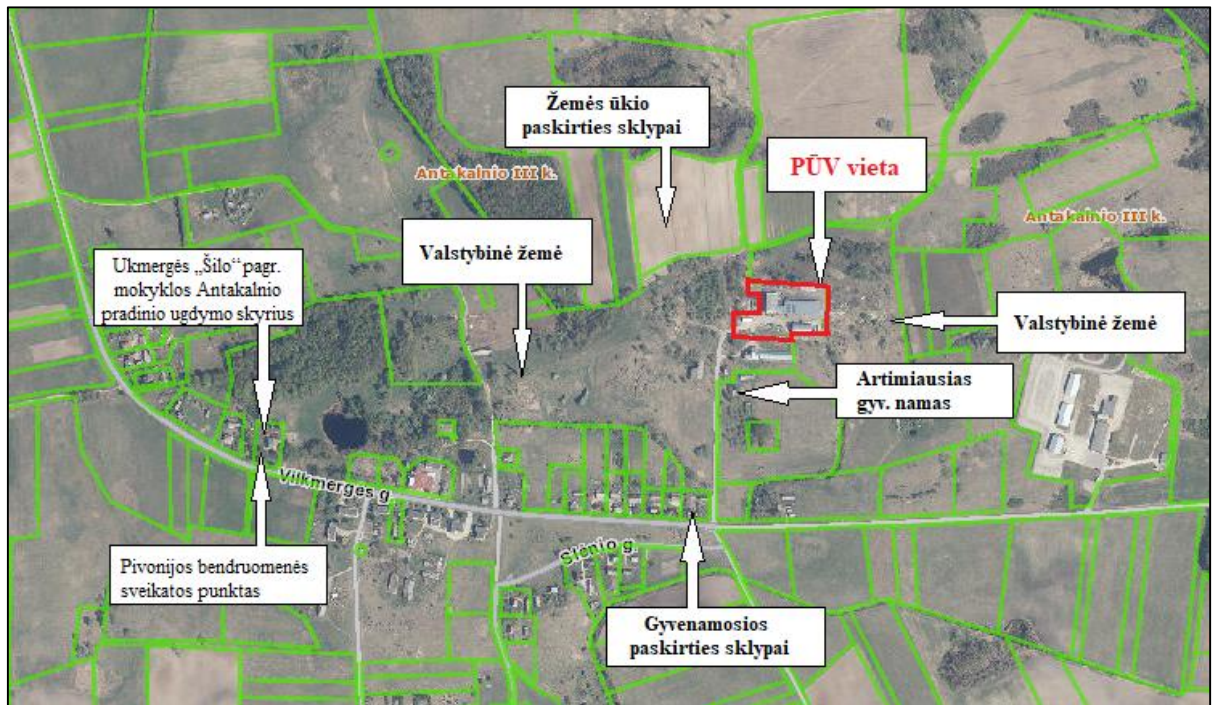 Žemės ūkio
paskirties sklypai
PŪV vieta
Antakalnio III k.
Antakalnio III k.
Ukmergės „Šilo“ pagr.
mokyklos Antakalnio
pradinio ugdymo skyrius
Valstybinė žemė
Valstybinė žemė
Artimiausias
gyv. namas
Vilkmergės g.
Slėnio g.
Pivonijos bendruomenės
sveikatos punktas
Gyvenamosios
paskirties sklypai